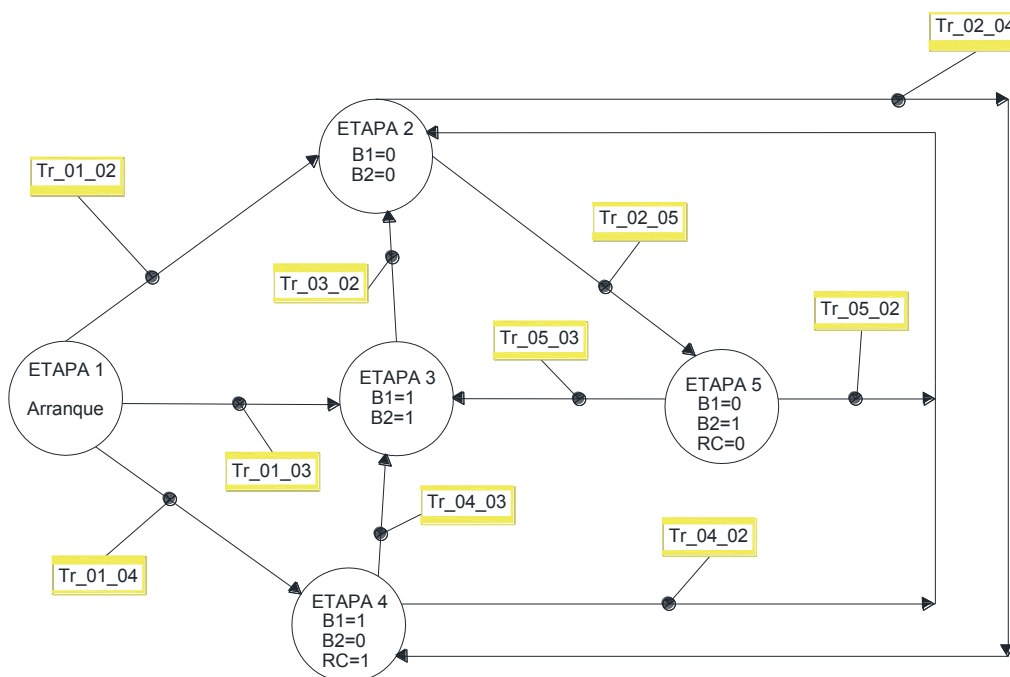 Tr_02_04
ETAPA 2
B1=0
B2=0
Tr_01_02
Tr_02_05
Tr_03_02
Tr_05_02
Tr_05_03
ETAPA 1
Arranque
ETAPA 3
B1=1
B2=1
ETAPA 5
B1=0
B2=1
RC=0
Tr_01_03
Tr_04_03
Tr_04_02
Tr_01_04
ETAPA 4
B1=1
B2=0
RC=1